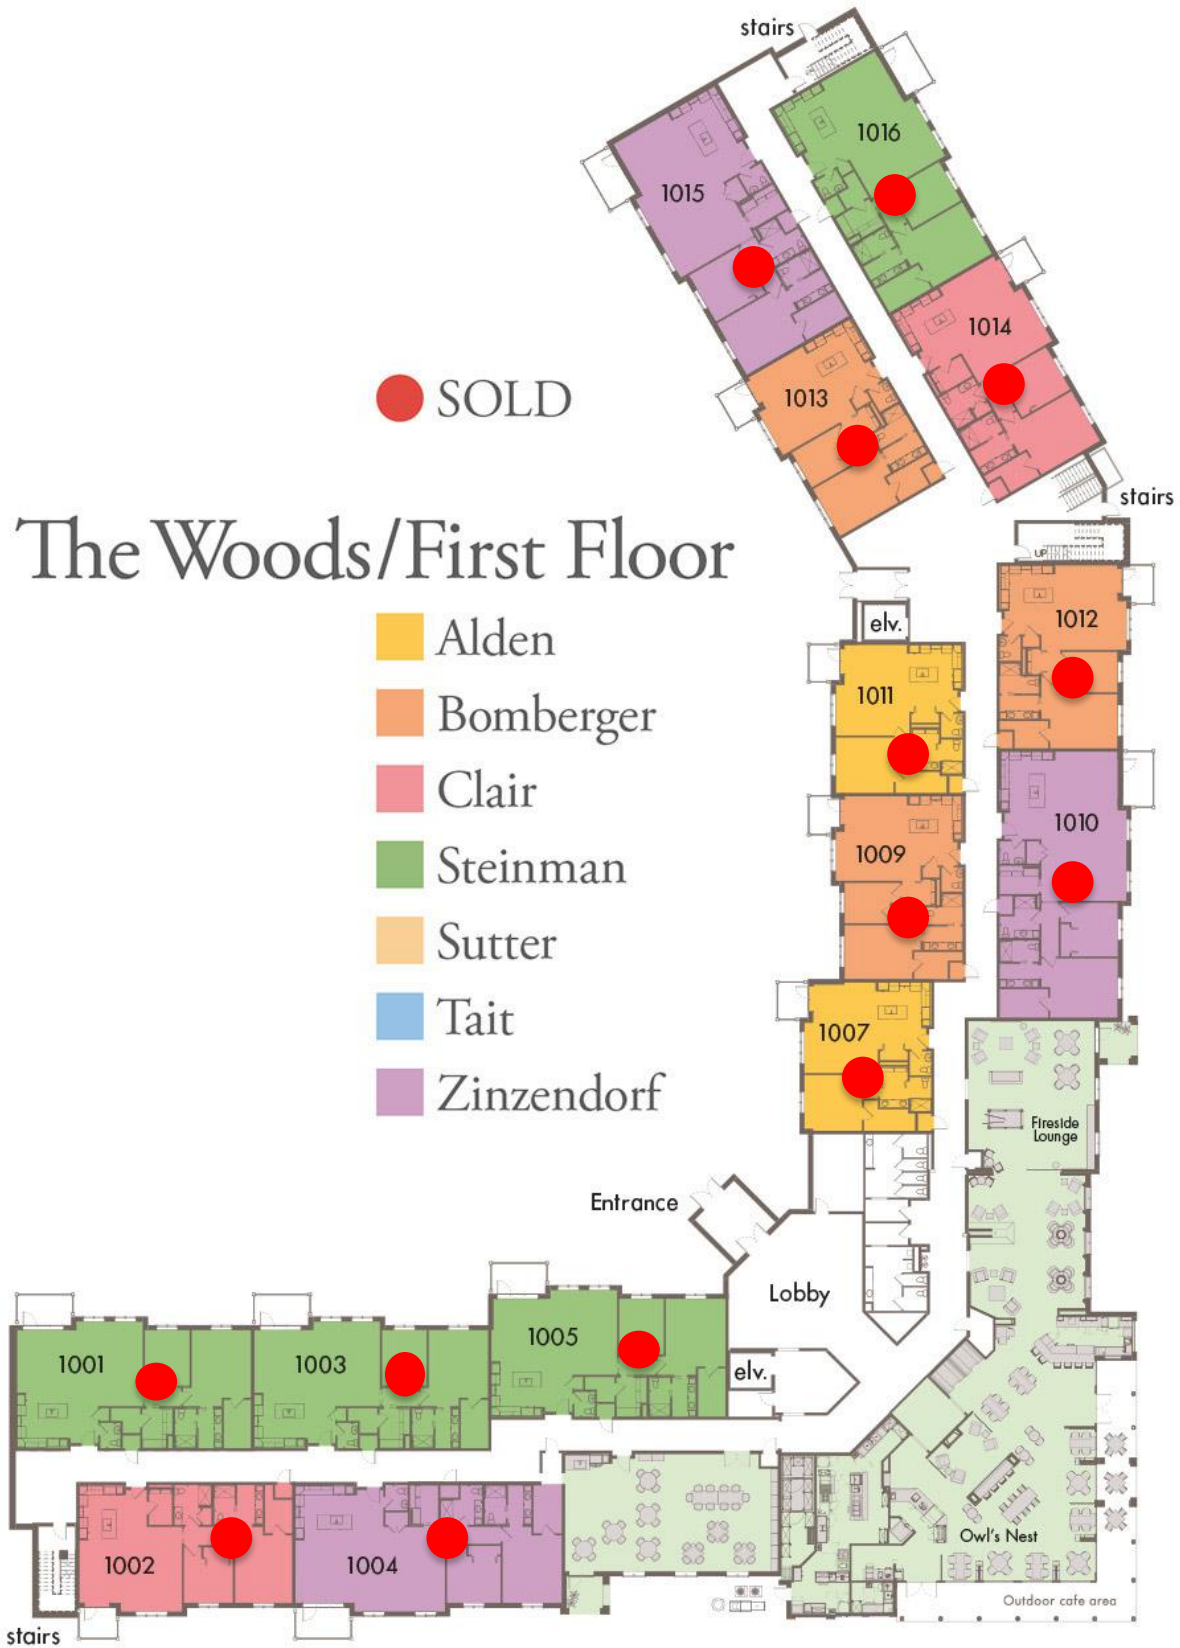 stairs
1016
1015
1014
1013
SOLD
stairs
The Woods/First Floor
UP
1012
elv.
Alden
1011
Bomberger
Clair
1010
1009
Steinman
Sutter
Tait
1007
Zinzendorf
Fireside
Lounge
Entrance
Lobby
1005
1001
1003
elv.
Owl's Nest
1002
1004
Outdoor cafe area
stairs